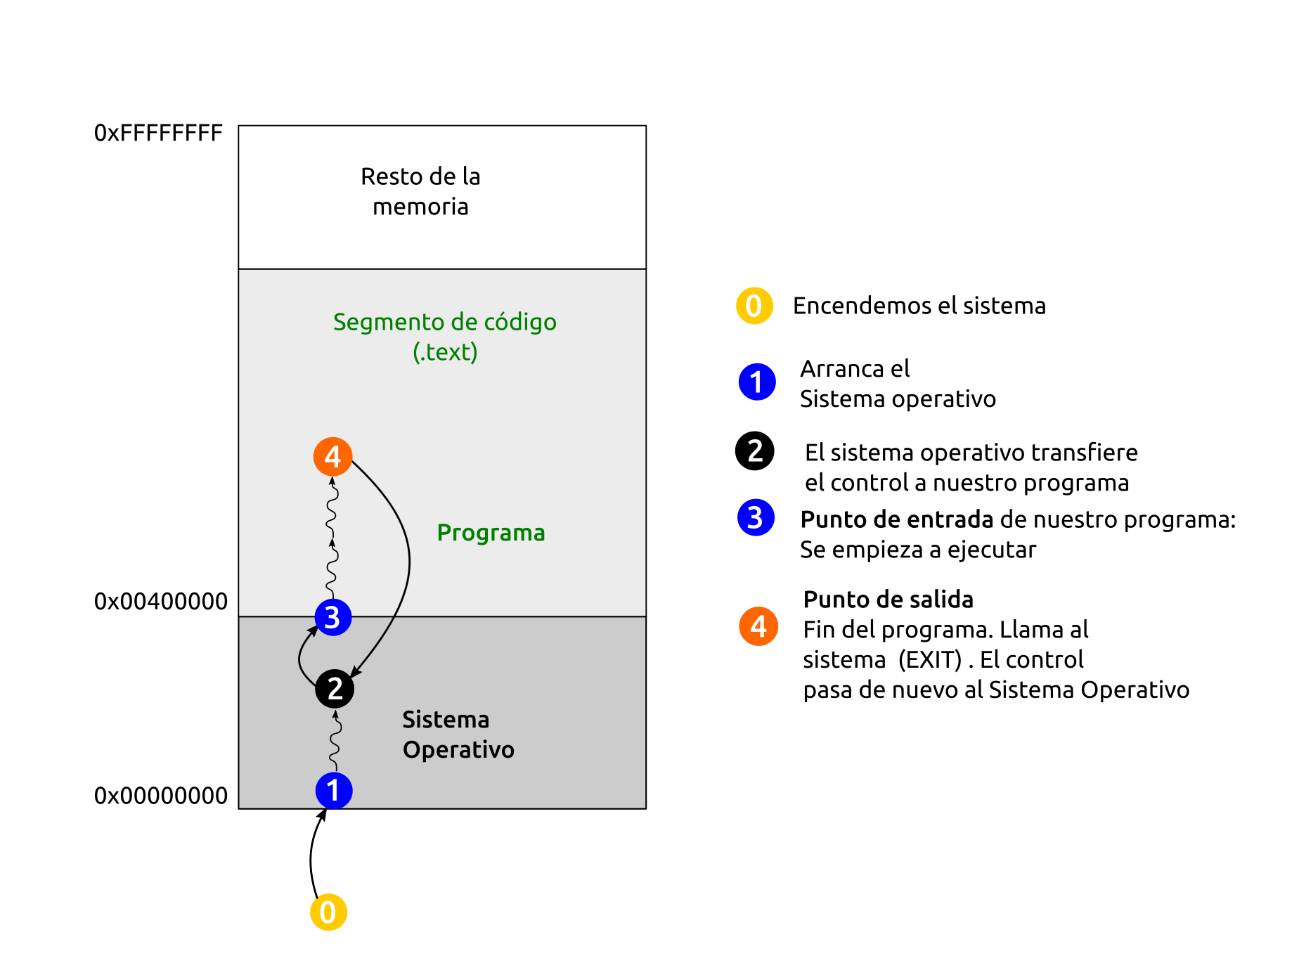 0xFFFFFFFF
Resto de la
memoria
Segmento de código
(.text)
4
Programa
0x00400000
3
2
Sistema
Operativo
0x00000000
1
0
0 Encendemos el sistema
1 Arranca el
Sistema operativo
2 El sistema operativo transfiere
el control a nuestro programa
3 Punto de entrada de nuestro programa:
Se empieza a ejecutar
Punto de salida
4 Fin del programa. Llama al
sistema (EXIT) . El control
pasa de nuevo al Sistema Operativo